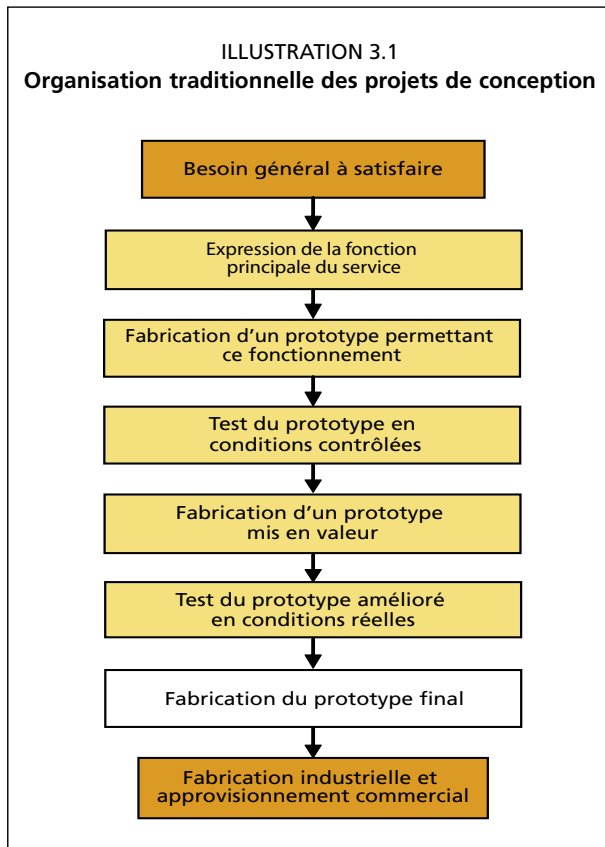 ILLUSTRATION 3.1
Organisation traditionnelle des projets de conception
Besoin général à satisfaire
Expression de la fonction
principale du service
Fabrication d'un prototype permettant
ce fonctionnement
Test du prototype en
conditions contrôlées
Fabrication d'un prototype
mis en valeur
Test du prototype amélioré
en conditions réelles
Fabrication du prototype final
Fabrication industrielle et
approvisionnement commercial